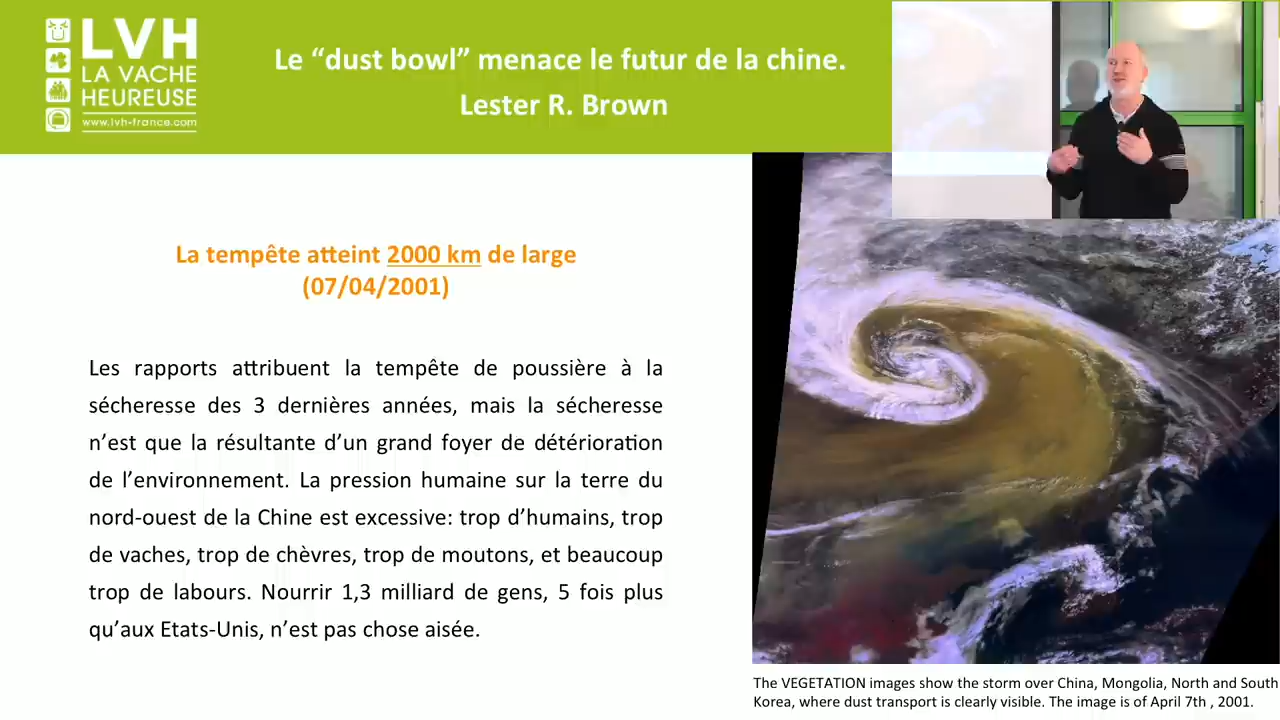 LVH
LA VACHE
HEUREUSE
www.lvh-france.com
Le “dust bowl” menace le futur de la chine.
Lester R. Brown
La tempête atteint 2000 km de large
(07/04/2001)
Les rapports attribuent la tempête de poussière à la
sécheresse des 3 dernières années, mais la sécheresse
n’est que la résultante d’un grand foyer de détérioration
de l’environnement. La pression humaine sur la terre du
nord-ouest de la Chine est excessive: trop d’humains, trop
de vaches, trop de chèvres, trop de moutons, et beaucoup
trop de labours. Nourrir 1,3 milliard de gens, 5 fois plus
qu’aux Etats-Unis, n’est pas chose aisée.
The VEGETATION images show the storm over China, Mongolia, North and South
Korea, where dust transport is clearly visible. The image is of April 7th , 2001.